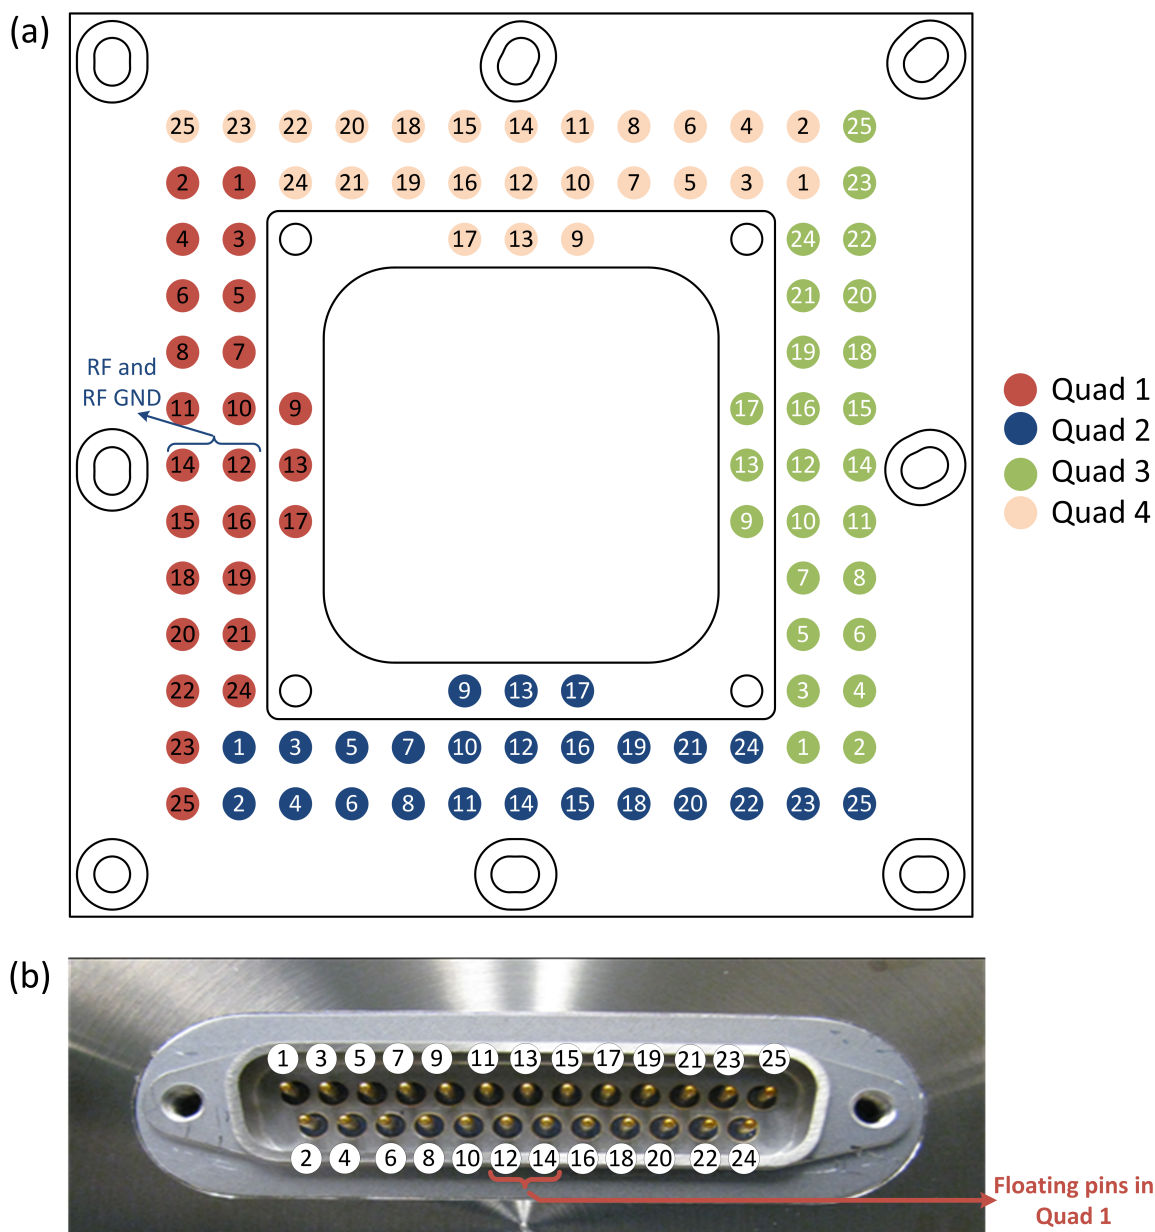 (a)
25 23 22 20 18 15 14 11 8 6 4 2 25
2 1 24 21 19 16 12 10 7 5 3 1 23
4 3 17 13 9 24 22
6 5 21 20
8 7 19 18
RF and
RF GND
11 10 9 17 16 15
14 12 13 13 12 14
15 16 17 9 10 11
18 19 7 8
20 21 5 6
22 24 9 13 17 3 4
23 1 3 5 7 10 12 16 19 21 24 1 2
25 2 4 6 8 11 14 15 18 20 22 23 25
Quad 1
Quad 2
Quad 3
Quad 4
(b)
1 3 5 7 9 11 13 15 17 19 21 23 25
2 4 6 8 10 12 14 16 18 20 22 24
Floating pins in
Quad 1